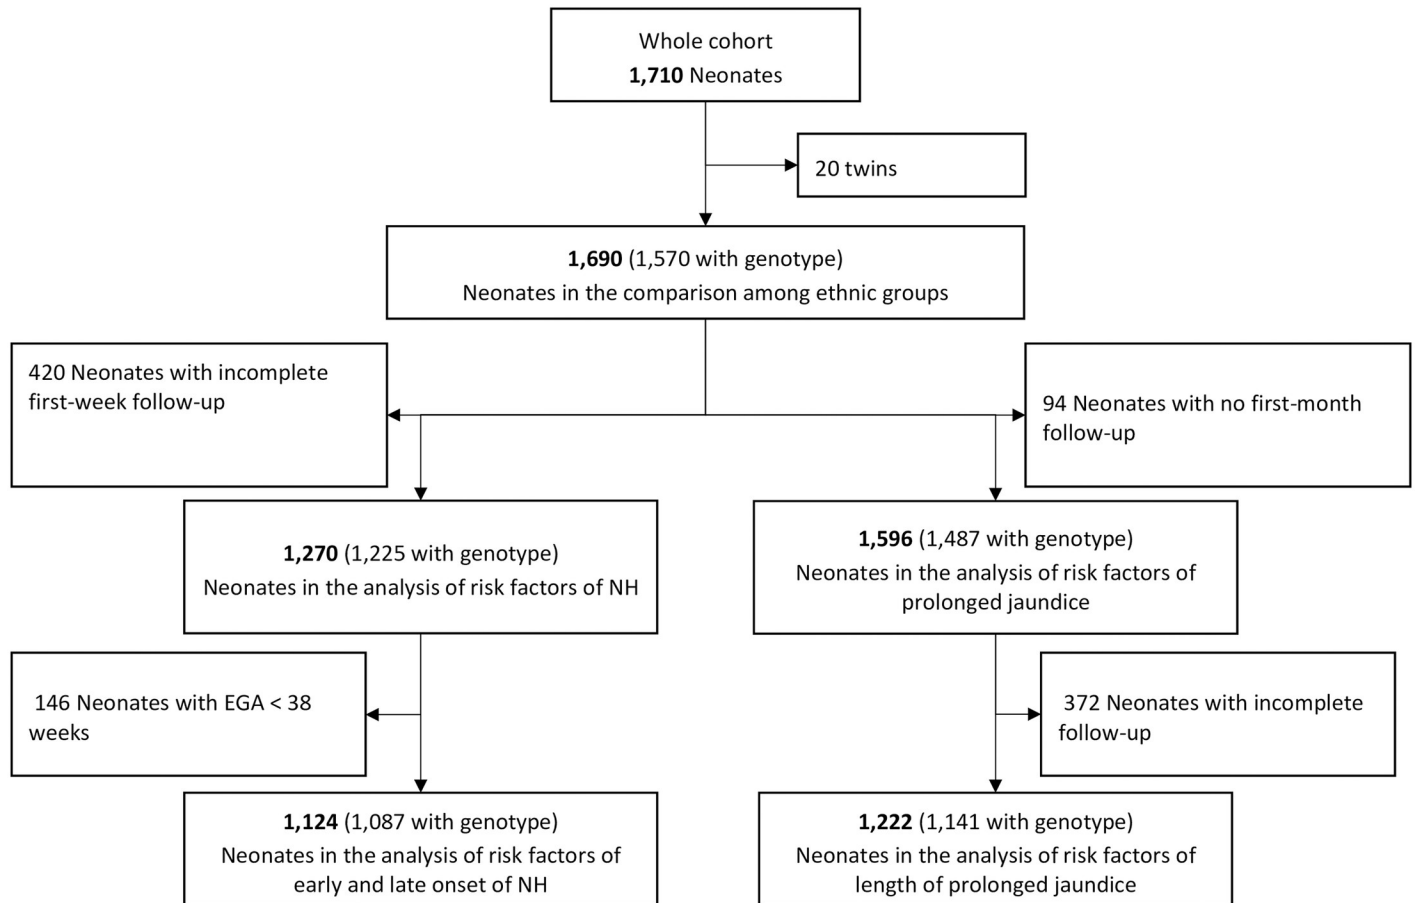 Whole cohort
1,710 Neonates
20 twins
1,690 (1,570 with genotype)
Neonates in the comparison among ethnic groups
420 Neonates with incomplete
first-week follow-up
94 Neonates with no first-month
follow-up
1,270 (1,225 with genotype)
Neonates in the analysis of risk factors of NH
1,596 (1,487 with genotype)
Neonates in the analysis of risk factors of
prolonged jaundice
146 Neonates with EGA < 38
weeks
372 Neonates with incomplete
follow-up
1,124 (1,087 with genotype)
Neonates in the analysis of risk factors of
early and late onset of NH
1,222 (1,141 with genotype)
Neonates in the analysis of risk factors of
length of prolonged jaundice